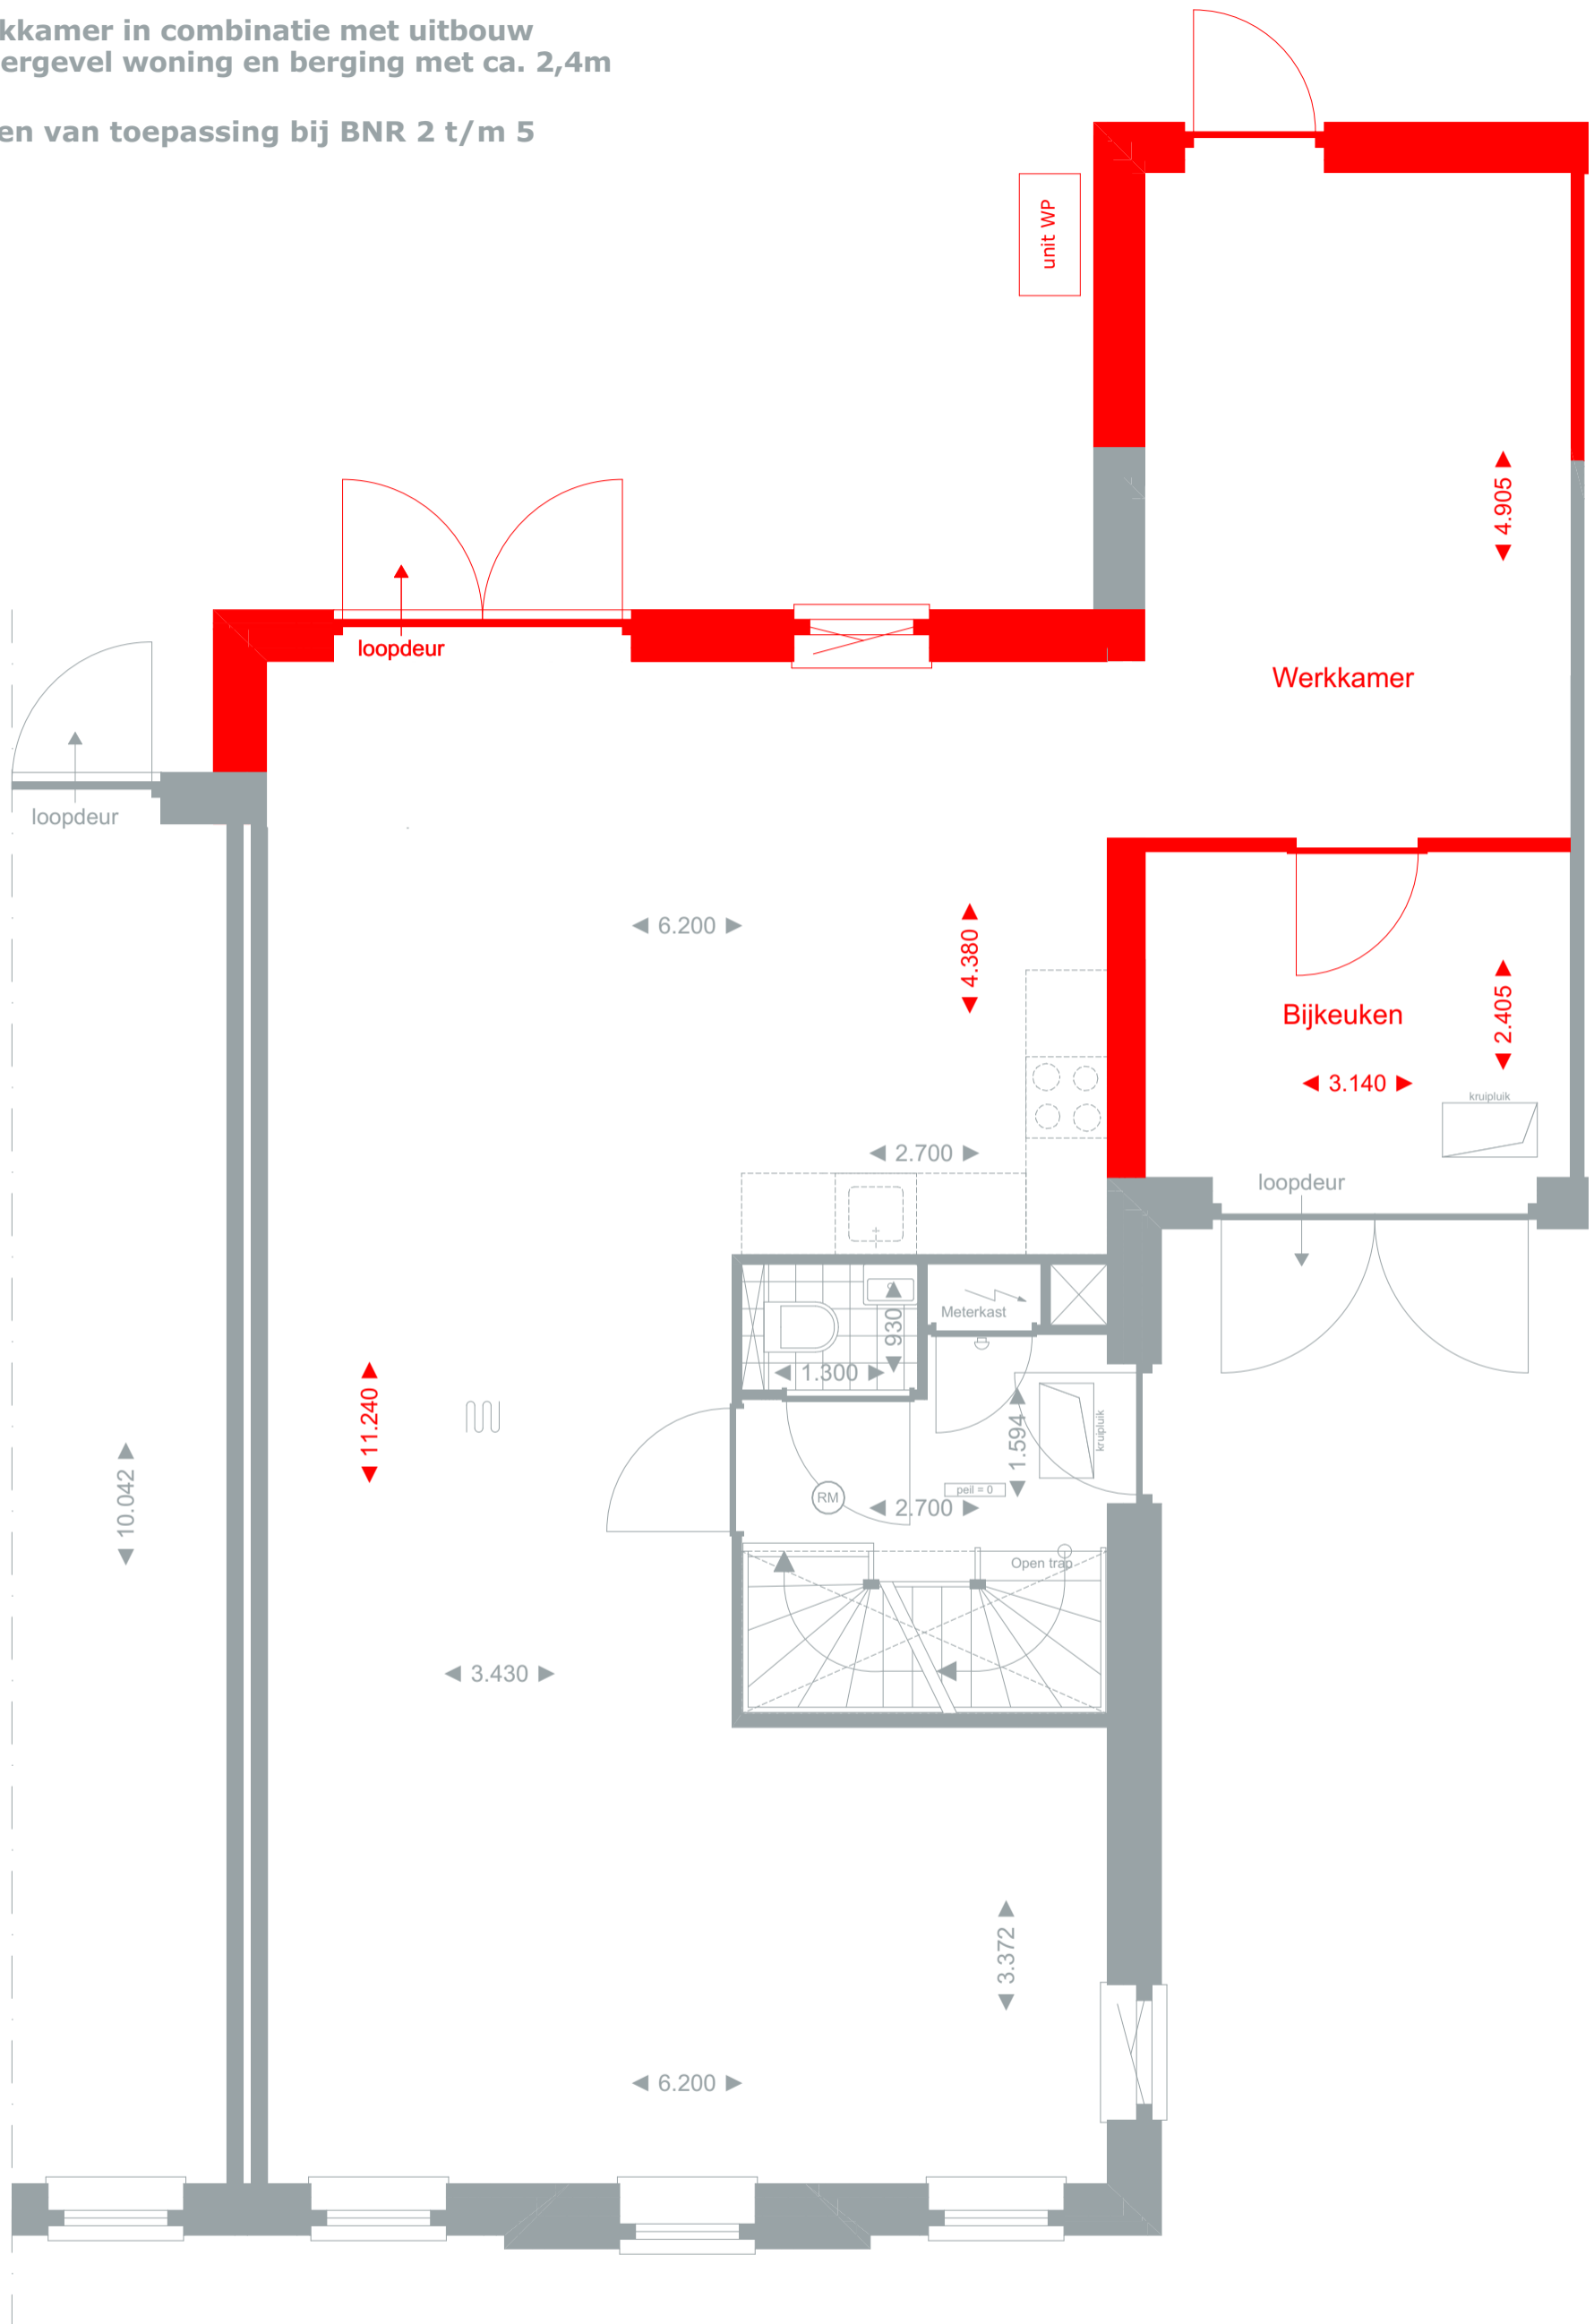 kkamer in combinatie met uitbouw
ergevel woning en berging met ca. 2,4m
en van toepassing bij BNR 2 t/m 5
unit WP
4.905
loopdeur
Werkkamer
loopdeur
6.200
4.380
Bijkeuken
2.405
3.140
kruipluik
2.700
loopdeur
Meterkast
930
1.300
11.240
1.594
kruipluik
10.042
peil = 0
RM
2.700
Open trap
3.430
3.372
6.200